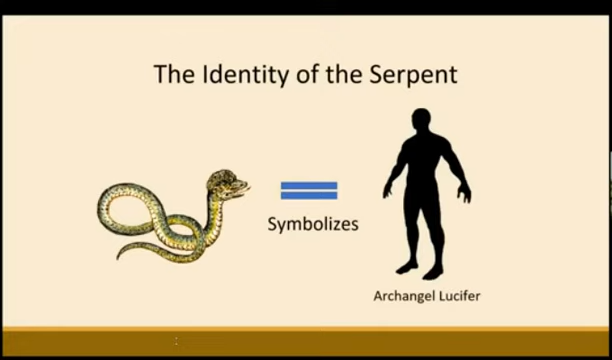 The Identity of the Serpent
Symbolizes
Archangel Lucifer